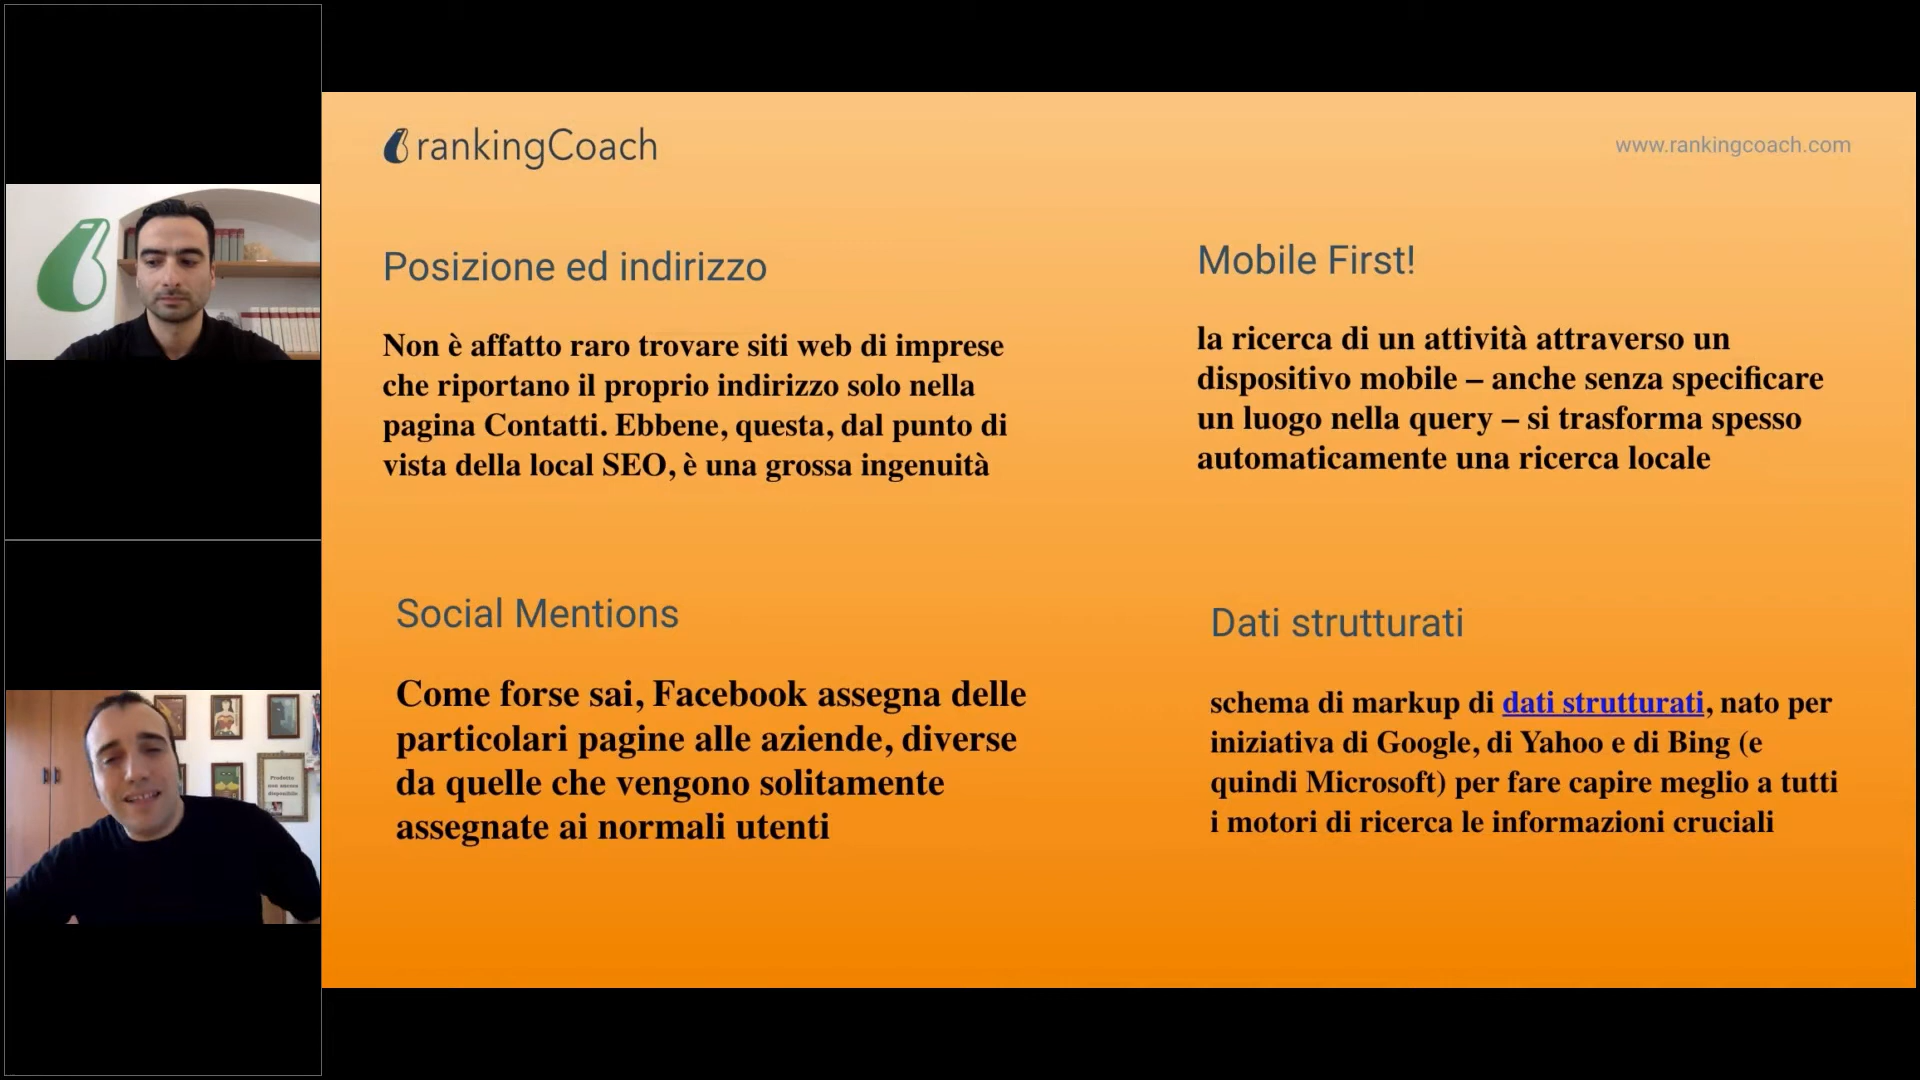 rankingCoach
www.rankingcoach.com
Posizione ed indirizzo
Non è affatto raro trovare siti web di imprese
che riportano il proprio indirizzo solo nella
pagina Contatti. Ebbene, questa, dal punto di
vista della local SEO, è una grossa ingenuità
Mobile First!
la ricerca di un attività attraverso un
dispositivo mobile – anche senza specificare
un luogo nella query – si trasforma spesso
automaticamente una ricerca locale
Social Mentions
Come forse sai, Facebook assegna delle
particolari pagine alle aziende, diverse
da quelle che vengono solitamente
assegnate ai normali utenti
Dati strutturati
schema di markup di dati strutturati, nato per
iniziativa di Google, di Yahoo e di Bing (e
quindi Microsoft) per fare capire meglio a tutti
i motori di ricerca le informazioni cruciali
Prodotto
non ancora
disponibile